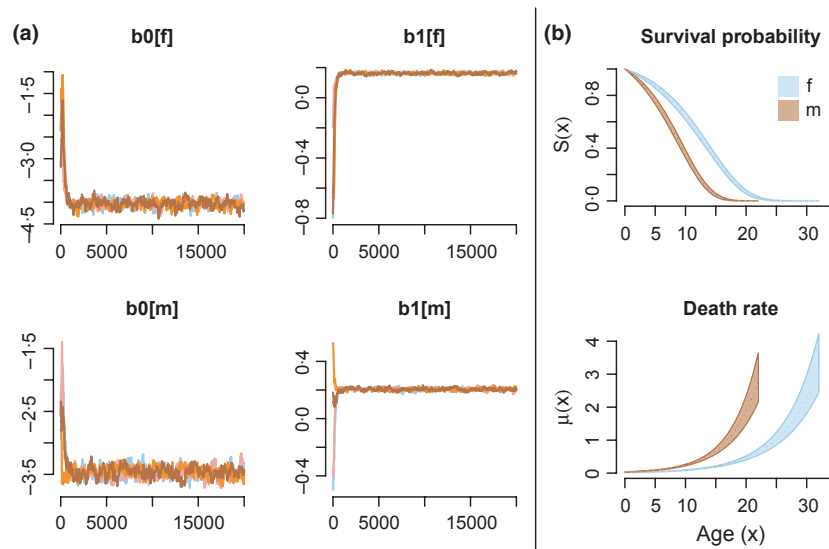 (a)
b0[f]
−1·5
−3·0
−4·5
0 5000 15000
b1[f]
0·0
−0·4
−0·8
0 5000 15000
b0[m]
−1·5
−2·5
−3·5
0 5000 15000
b1[m]
0·4
0·0
−0·4
0 5000 15000
(b)
Survival probability
S(x)
0·8
0·4
0·0
f
m
0 5 10 20 30
Death rate
μ(x)
4
3
2
1
0
0 5 10 20 30
Age (x)